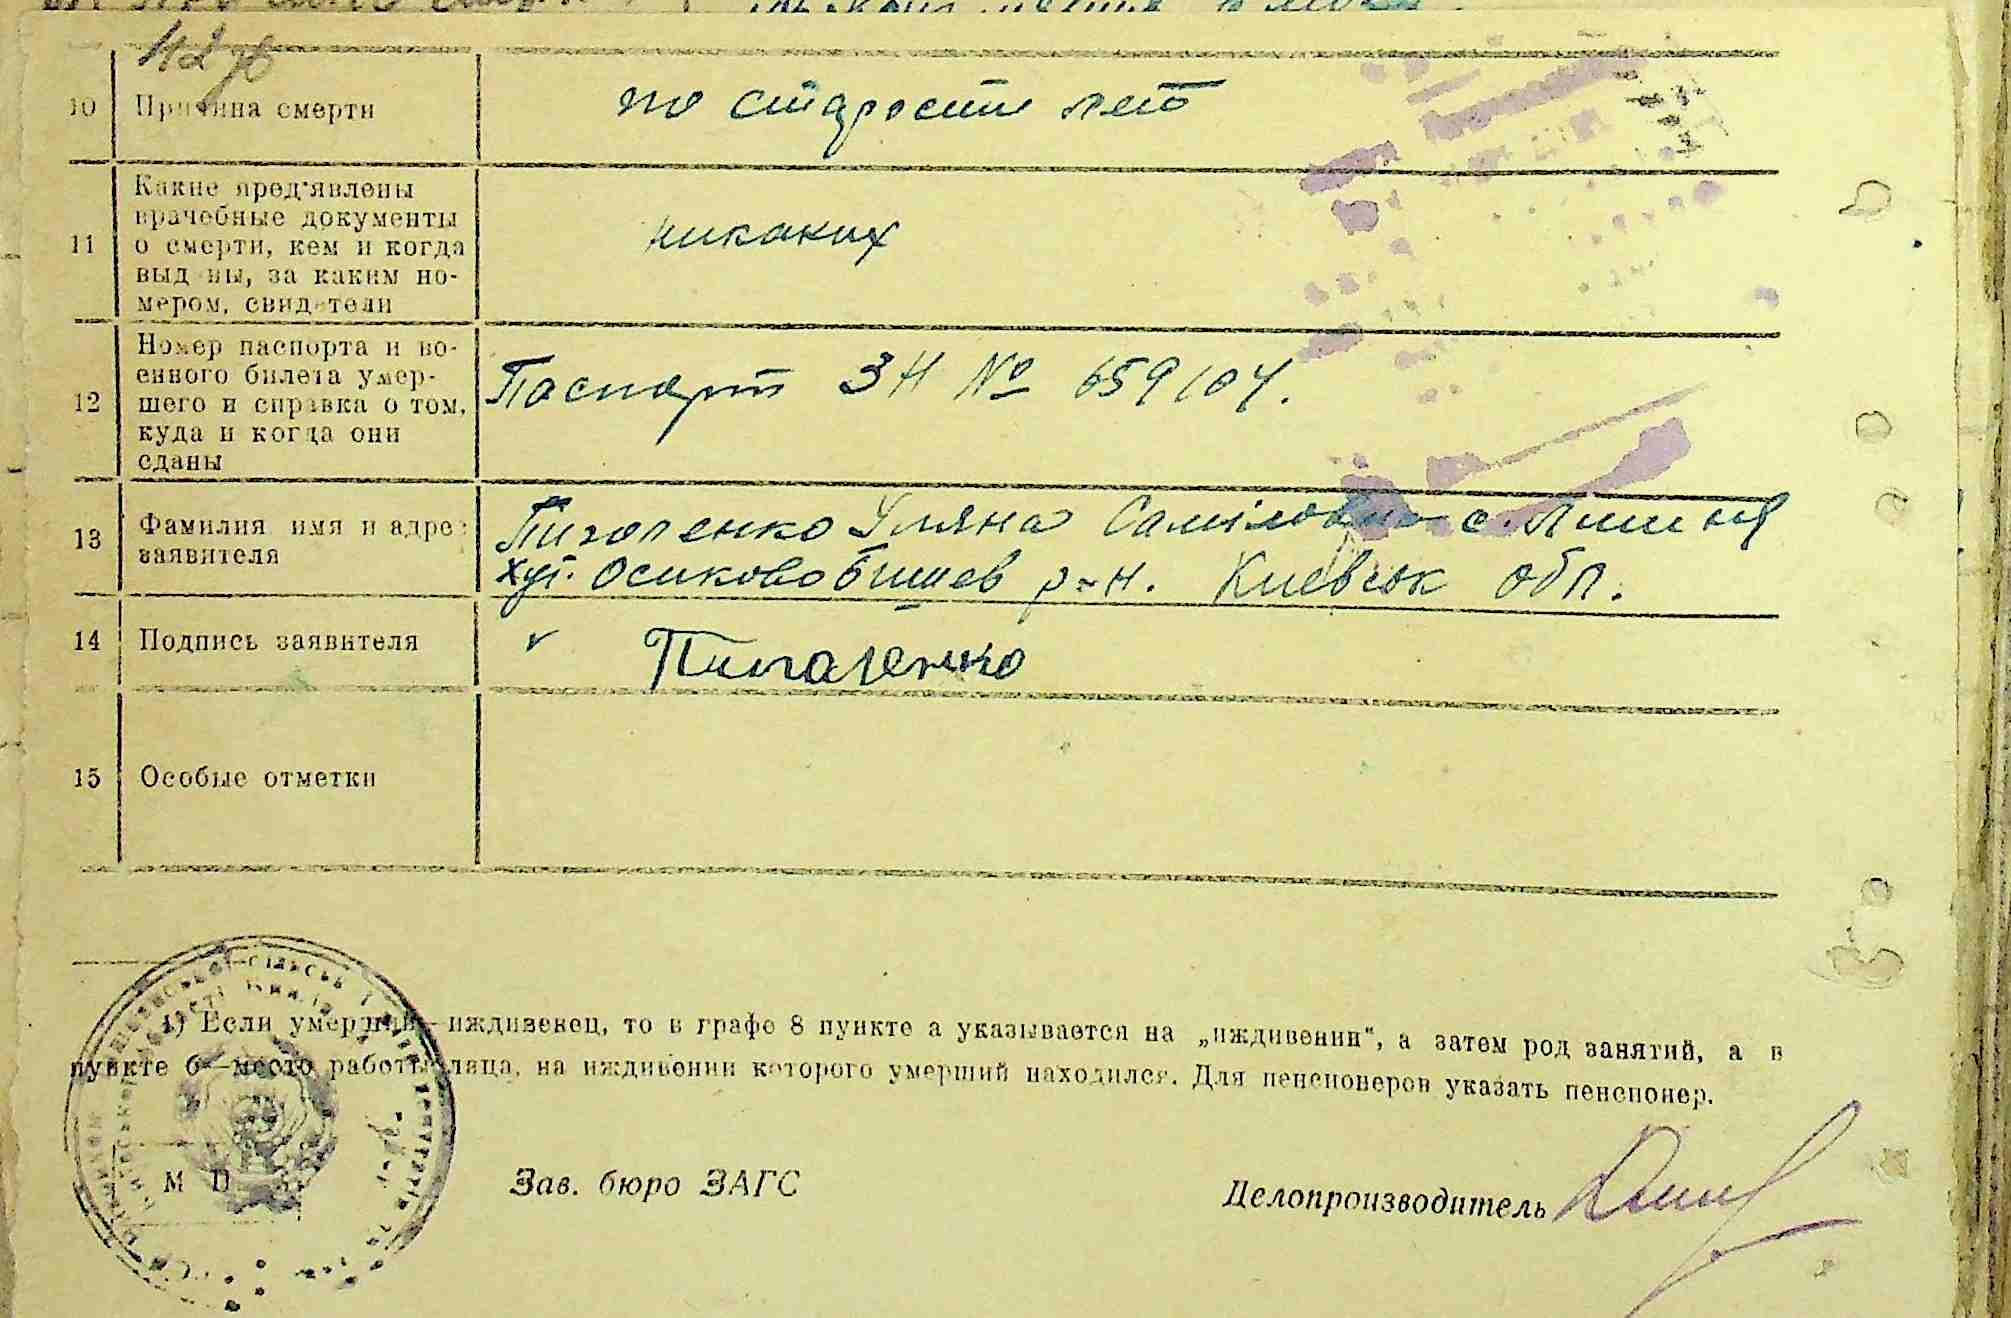 10 Причина смерти по старости лет
11 Какие пред'явлены
врачебные документы
о смерти, кем и когда
выданы, за каким но-
мером, свидетели
никаких
12 Номер паспорта и во-
енного билета умер-
шего и справка о том,
куда и когда они
сданы
Паспорт ЗН № 659104.
13 Фамилия имя и адрес
заявителя
Пигаленко Уляна с.
хут. Осиково Бишев р-н. Киевск обл.
14 Подпись заявителя Пигаленко
15 Особые отметки
1) Если умерший—иждивенец, то в графе 8 пункте а указывается на „иждивении“, а затем род занятий, а в
пункте б—место работы лица, на иждивении которого умерший находился. Для пенсионеров указать пенсионер.
М П Зав. бюро ЗАГС Делопроизводитель